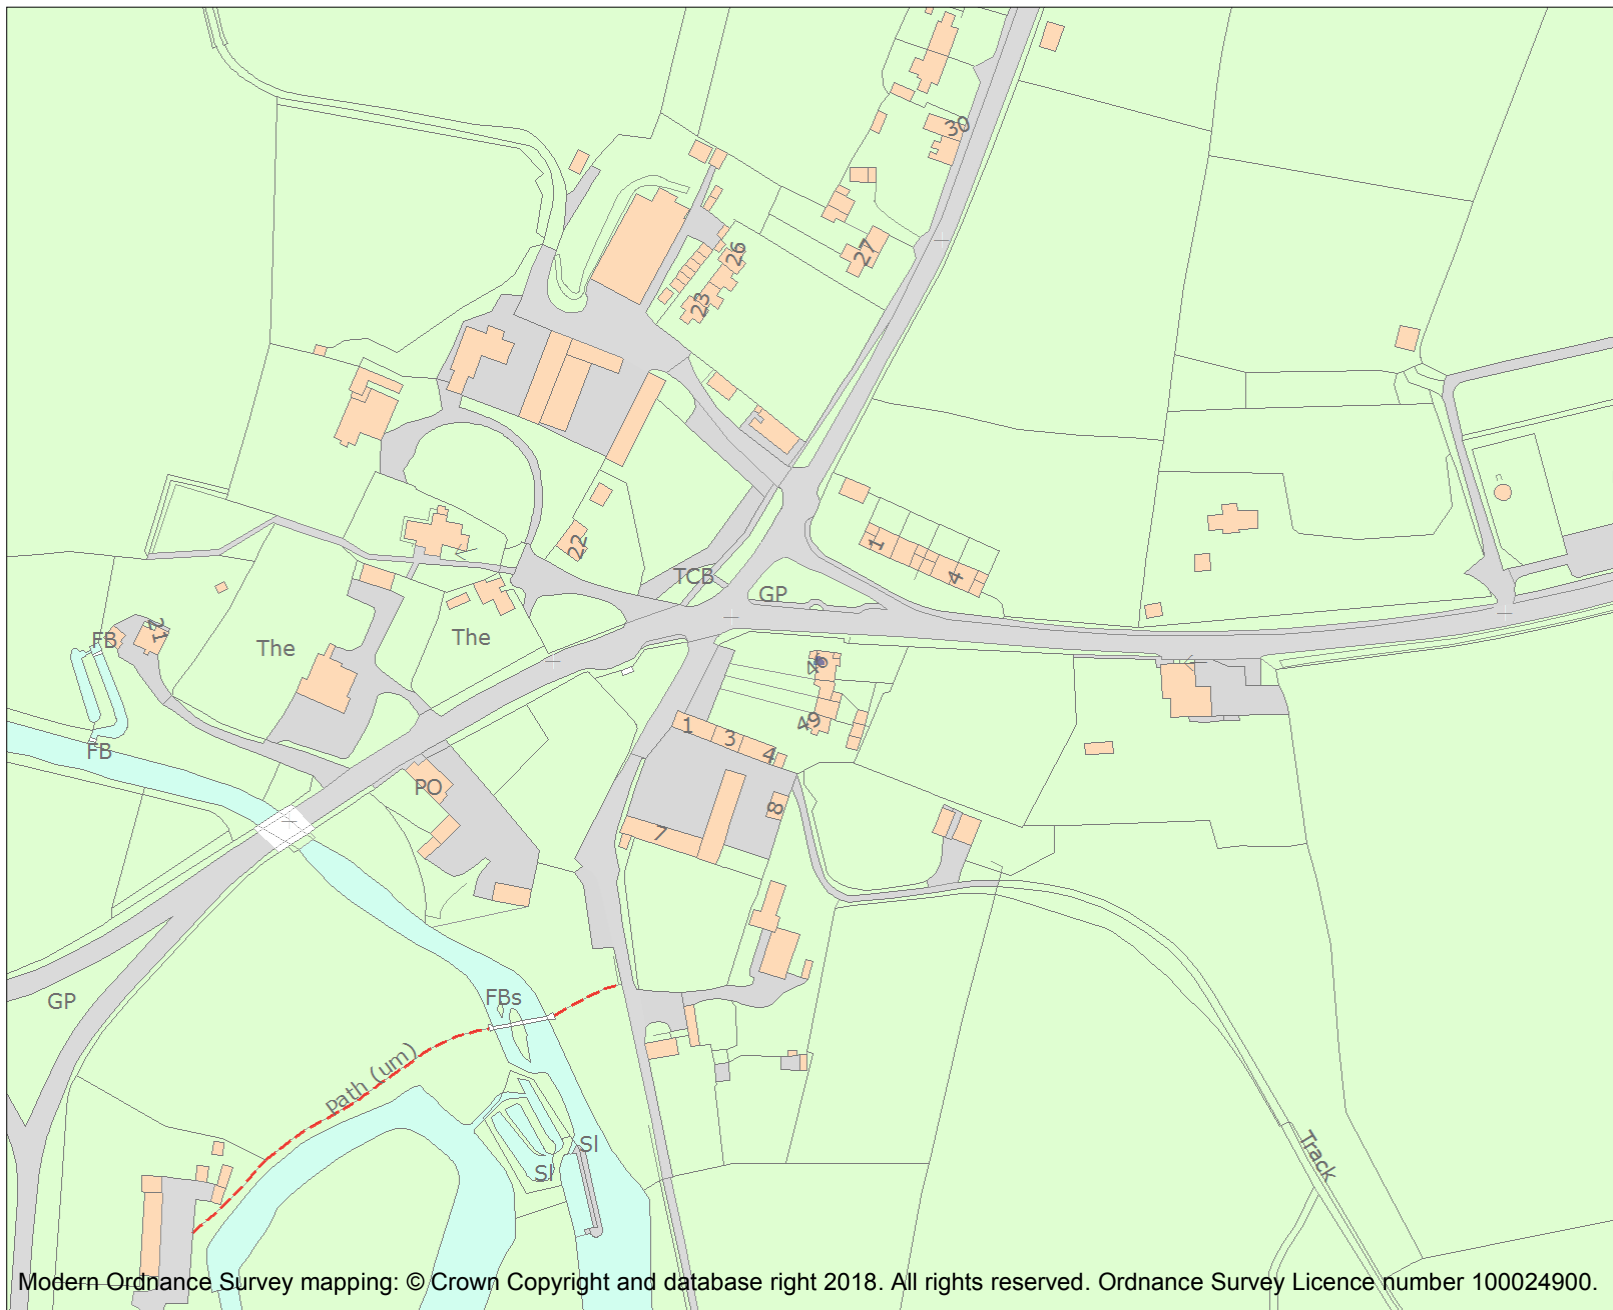 30
27
26
23
1
4
22
TCB
GP
FB
21
The
The
46
49
1
3
4
FB
PO
8
7
FBs
GP
Path (um)
Sl
Sl
Track
Modern Ordnance Survey mapping: © Crown Copyright and database right 2018. All rights reserved. Ordnance Survey Licence number 100024900.